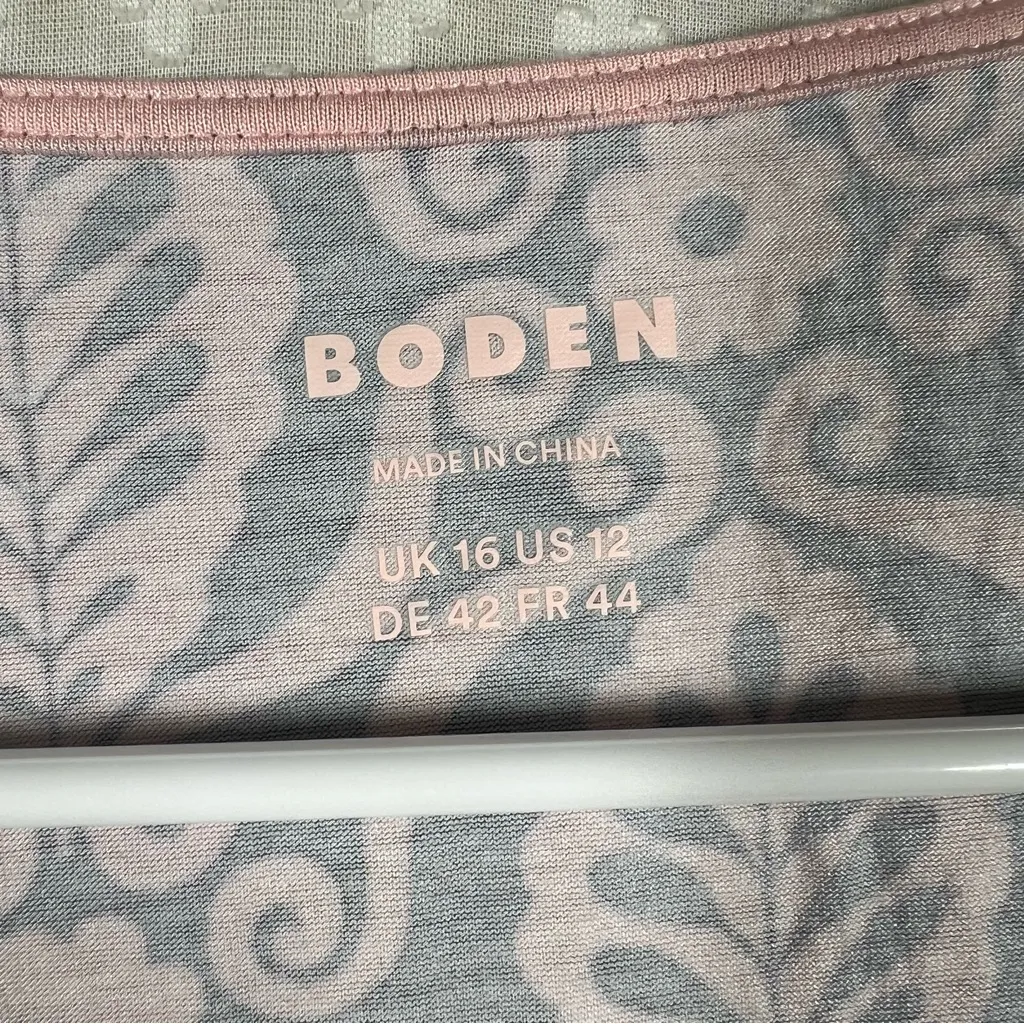 BODEN
MADE IN CHINA
UK 16 US 12
DE 42 FR 44